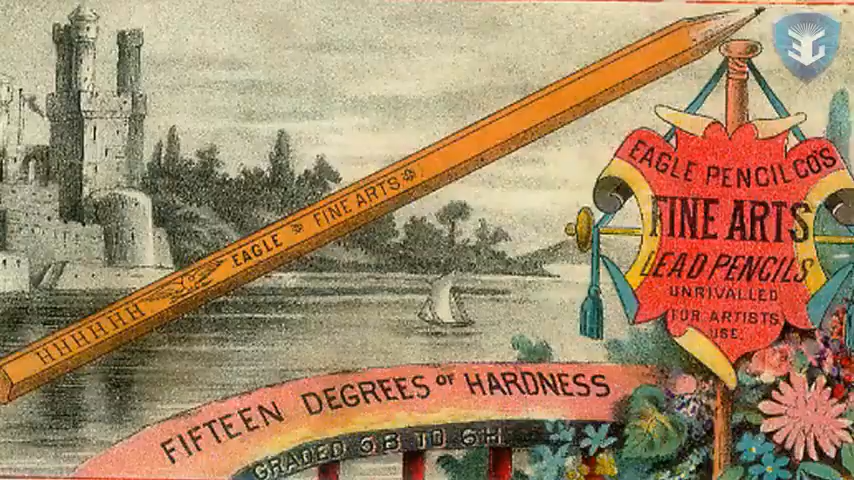 HHHHHH EAGLE FINE ARTS
EAGLE PENCIL CO'S
FINE ARTS
LEAD PENCILS
UNRIVALLED
FOR ARTISTS
USE.
FIFTEEN DEGREES OF HARDNESS
GRADED 6B TO 6H